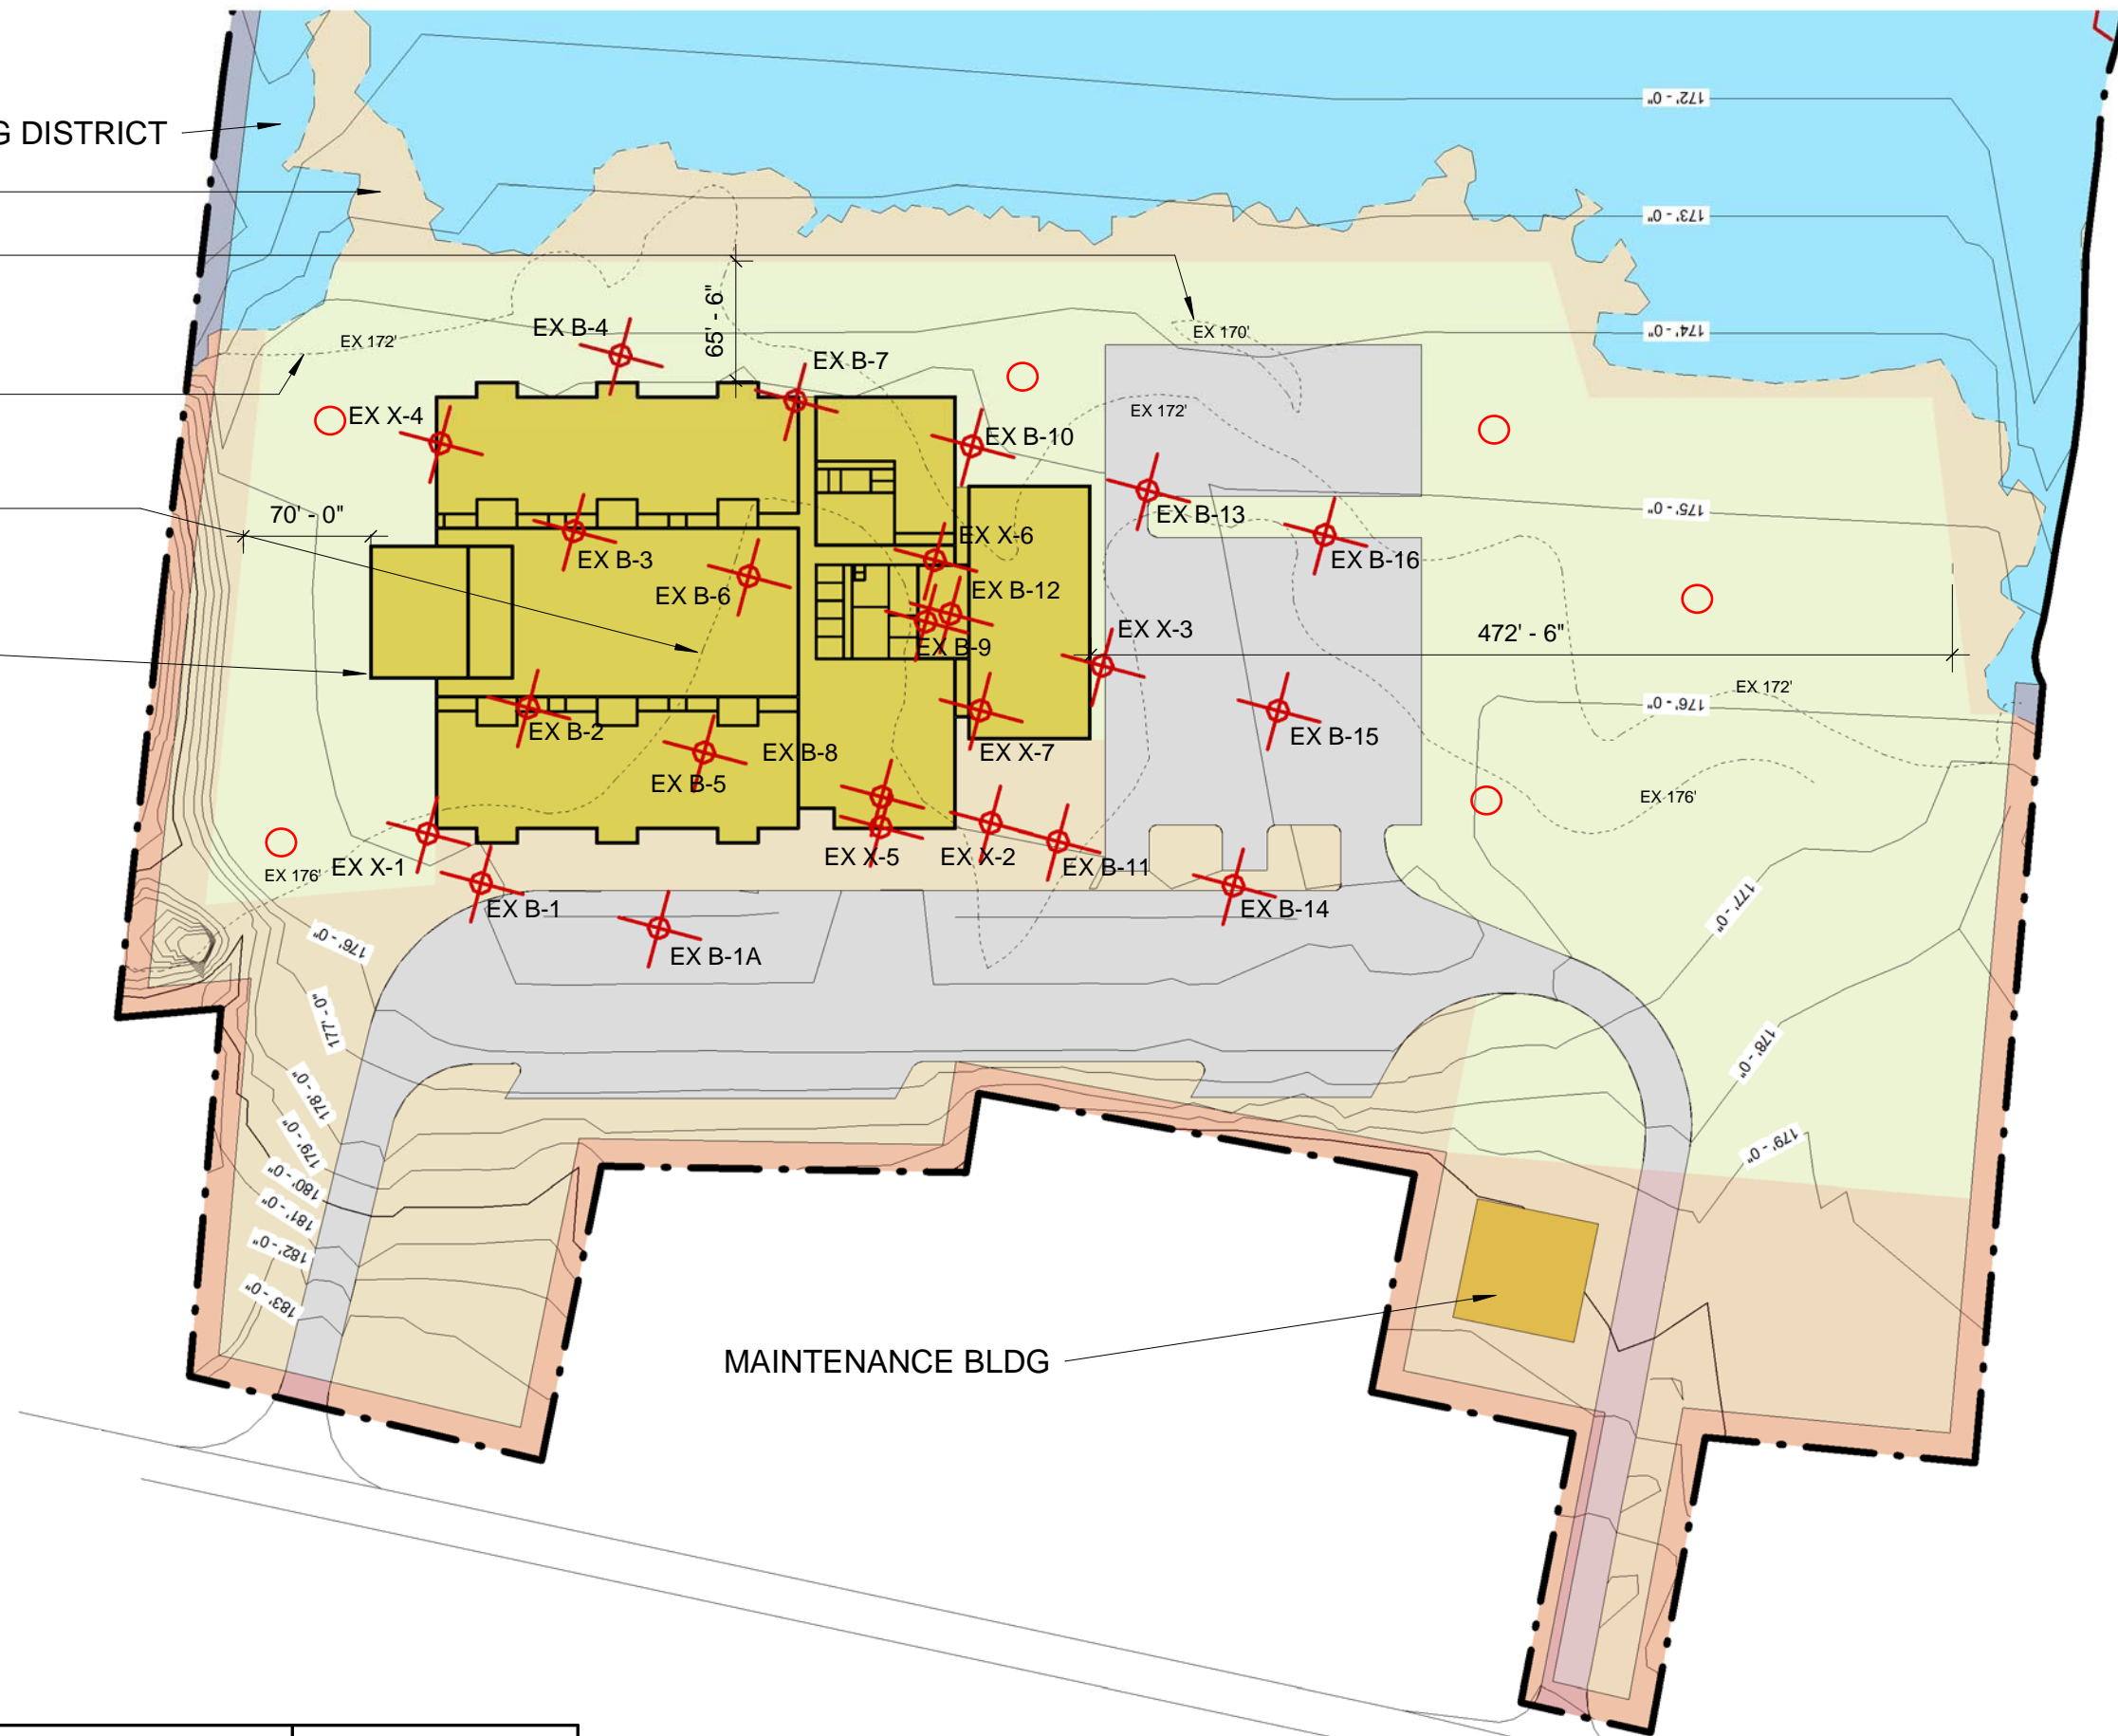 172' - 0"
G DISTRICT
173' - 0"
65' - 6"
EX B-4
EX 170'
174' - 0"
EX 172'
EX B-7
EX 172'
EX X-4
EX B-10
175' - 0"
70' - 0"
EX B-13
EX X-6
EX B-3
EX B-16
EX B-6
EX B-12
EX X-3
472' - 6"
EX B-9
EX 172'
176' - 0"
EX B-2
EX B-15
EX B-8
EX X-7
EX B-5
EX 176'
EX X-5
EX X-2
EX X-1
EX B-11
EX 176'
EX B-1
EX B-14
177' - 0"
176' - 0"
EX B-1A
177' - 0"
178' - 0"
178' - 0"
179' - 0"
179' - 0"
180' - 0"
181' - 0"
182' - 0"
183' - 0"
MAINTENANCE BLDG